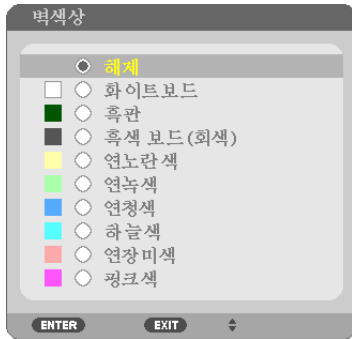 벽색상
해제
화이트보드
흑판
흑색 보드(회색)
연노란색
연녹색
연청색
하늘색
연장미색
핑크색
ENTER EXIT